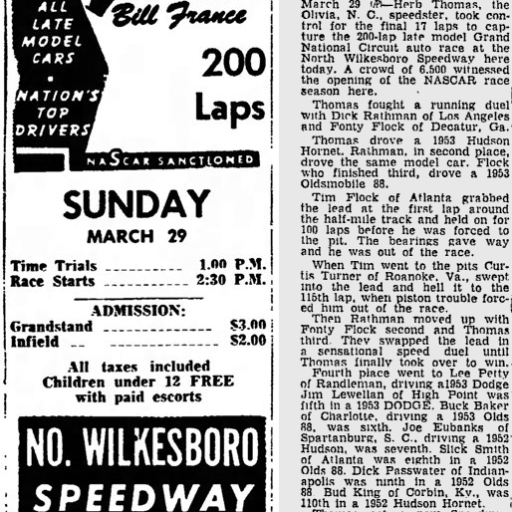 ALL
LATE
MODEL
CARS
NATION'S
TOP
DRIVERS
Bill France
200
Laps
NASCAR SANCTIONED
SUNDAY
MARCH 29
Time Trials 1:00 P.M.
Race Starts 2:30 P.M.
ADMISSION:
Grandstand $3.00
Infield $2.00
All taxes included
Children under 12 FREE
with paid escorts
NO. WILKESBORO
SPEEDWAY
March 29 (AP)—Herb Thomas, the
Olivia, N. C., speedster, took con-
trol for the final 17 laps to cap-
ture the 200-lap late model Grand
National Circuit auto race at the
North Wilkesboro Speedway here
today. A crowd of 6,500 witnessed
the opening of the NASCAR race
season here.
Thomas fought a running duel
with Dick Rathman of Los Angeles
and Fonty Flock of Decatur, Ga.
Thomas drove a 1953 Hudson
Hornet. Rathman, in second place,
drove the same model car. Flock
who finished third, drove a 1953
Oldsmobile 88.
Tim Flock of Atlanta grabbed
the lead at the first lap around
the half-mile track and held on for
100 laps before he was forced to
the pit. The bearings gave way
and he was out of the race.
When Tim went to the pits Cur-
tis Turner of Roanoke, Va., swept
into the lead and hell it to the
115th lap, when piston trouble forc-
ed him out of the race.
Then Rathman moved up with
Fonty Flock second and Thomas
third. They swapped the lead in
a sensational speed duel until
Thomas finally took over to win.
Fourth place went to Lee Petty
of Randleman, driving a1953 Dodge
Jim Lewellan of High Point was
fifth in a 1953 DODGE. Buck Baker
of Charlotte, driving a 1953 Olds
88, was sixth. Joe Eubanks of
Spartanburg, S. C., driving a 1952
Hudson, was seventh. Slick Smith
of Atlanta was eighth in a 1952
Olds 88. Dick Passwater of Indian-
apolis was ninth in a 1952 Olds
88 Bud King of Corbin, Ky., was
110th in a 1952 Hudson Hornet.